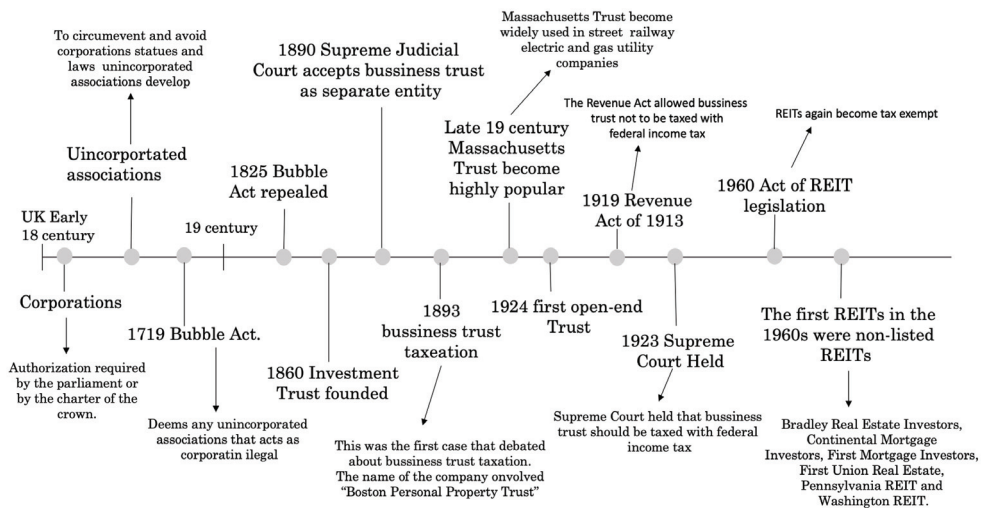 To circumevent and avoid
corporations statues and
laws unincorporated
associations develop
Uincorportated
associations
UK Early
18 century
Corporations
Authorization required
by the parliament or
by the charter of the
crown.
1719 Bubble Act.
Deems any unincorporated
associations that acts as
corporatin ilegal
19 century
1825 Bubble
Act repealed
1860 Investment
Trust founded
1890 Supreme Judicial
Court accepts bussiness trust
as separate entity
1893
bussiness trust
taxeation
This was the first case that debated
about bussiness trust taxation.
The name of the company onvolved
“Boston Personal Property Trust”
Massachusetts Trust become
widely used in street railway
electric and gas utility
companies
Late 19 century
Massachusetts
Trust become
highly popular
1924 first open-end
Trust
The Revenue Act allowed bussiness
trust not to be taxed with
federal income tax
1919 Revenue
Act of 1913
1923 Supreme
Court Held
Supreme Court held that bussiness
trust should be taxed with federal
income tax
REITs again become tax exempt
1960 Act of REIT
legislation
The first REITs in the
1960s were non-listed
REITs
Bradley Real Estate Investors,
Continental Mortgage
Investors, First Mortgage Investors,
First Union Real Estate,
Pennsylvania REIT and
Washington REIT.